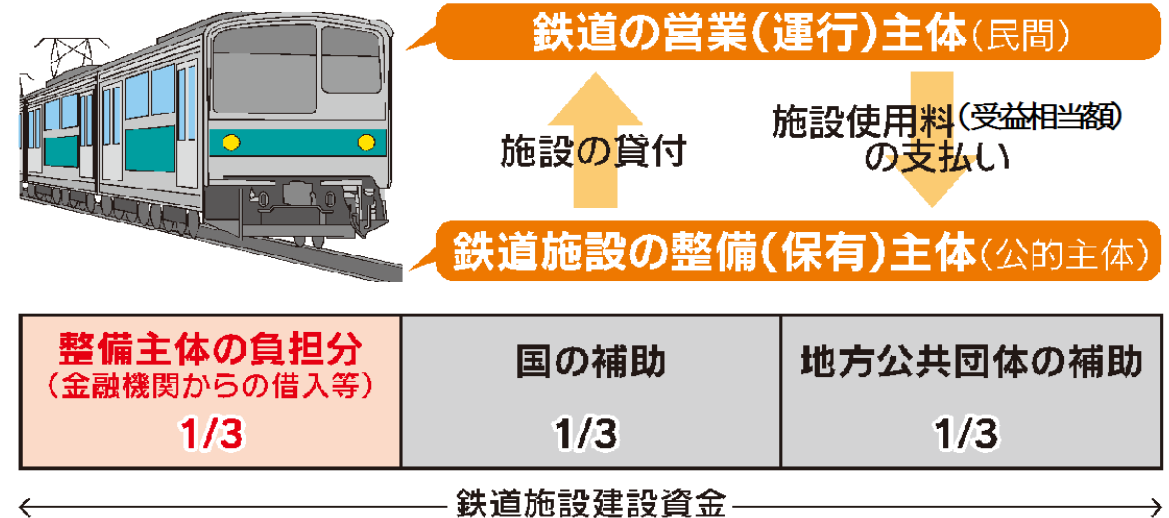 鉄道の営業(運行)主体(民間)
施設の貸付
施設使用料(受益相当額)
の支払い
鉄道施設の整備(保有)主体(公的主体)
整備主体の負担分
(金融機関からの借入等)
1/3
国の補助
1/3
地方公共団体の補助
1/3
鉄道施設建設資金